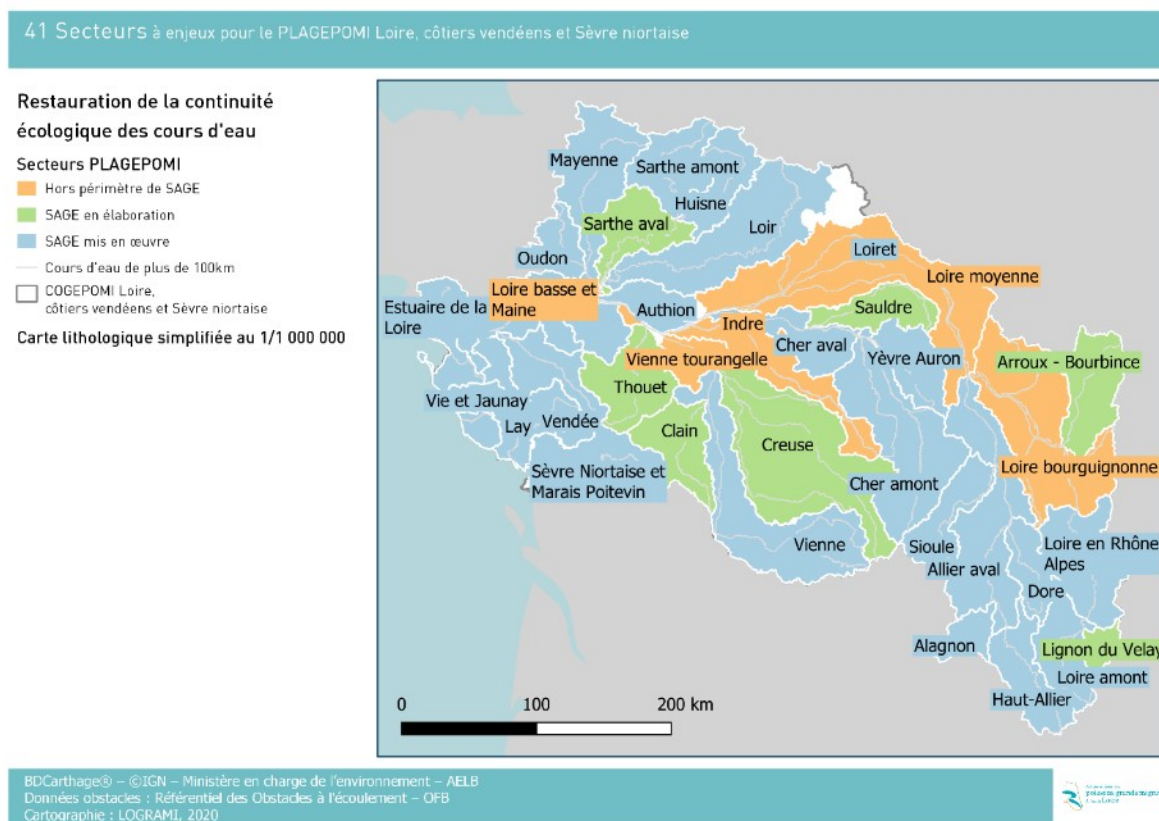 41 Secteurs à enjeux pour le PLAGEPOMI Loire, côtiers vendéens et Sèvre niortaise
Restauration de la continuité
écologique des cours d'eau
Secteurs PLAGEPOMI
Hors périmètre de SAGE
SAGE en élaboration
SAGE mis en œuvre
Cours d'eau de plus de 100km
COGEPOMI Loire,
côtiers vendéens et Sèvre niortaise
Carte lithologique simplifiée au 1/1 000 000
Mayenne
Sarthe amont
Huisne
Sarthe aval
Loir
Oudon
Loiret
Loire moyenne
Loire basse et
Maine
Estuaire de la
Loire
Authion
Sauldre
Indre
Cher aval
Yèvre Auron
Vienne tourangelle
Arroux - Bourbince
Thouet
Vie et Jaunay
Lay
Vendée
Clain
Creuse
Sèvre Niortaise et
Marais Poitevin
Loire bourguignonne
Cher amont
Vienne
Sioule
Allier aval
Loire en Rhône
Alpes
Dore
Alagnon
Lignon du Velay
Loire amont
Haut-Allier
0 100 200 km
BDCarthage® – ©IGN – Ministère en charge de l'environnement – AELB
Données obstacles : Référentiel des Obstacles à l'écoulement – OFB
Cartographie : LOGRAMI, 2020